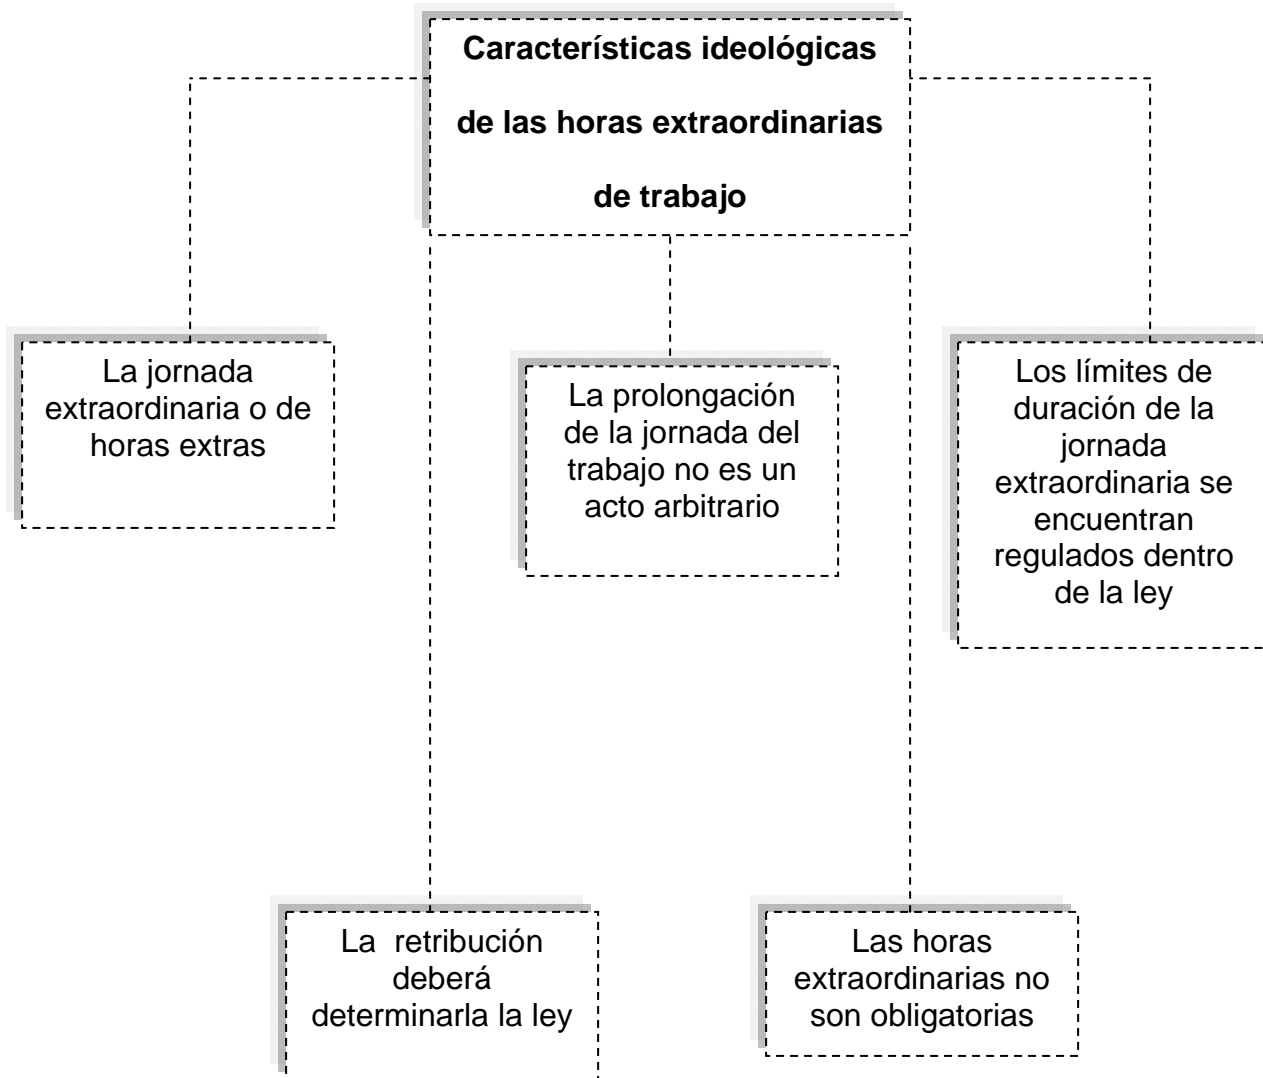 Características ideológicas
de las horas extraordinarias
de trabajo
La jornada
extraordinaria o de
horas extras
La prolongación
de la jornada del
trabajo no es un
acto arbitrario
Los límites de
duración de la
jornada
extraordinaria se
encuentran
regulados dentro
de la ley
La  retribución
deberá
determinarla la ley
Las horas
extraordinarias no
son obligatorias